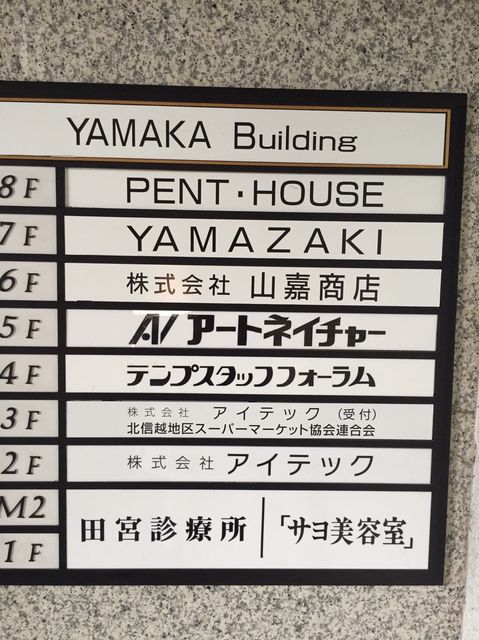 YAMAKA Building
8F PENT・HOUSE
7F YAMAZAKI
6F 株式会社 山嘉商店
5F AN アートネイチャー
4F テンプスタッフフォーラム
3F 株式会社 アイテック (受付)
北信越地区スーパーマーケット協会連合会
2F 株式会社 アイテック
M2
1F 田宮診療所 「サヨ美容室」